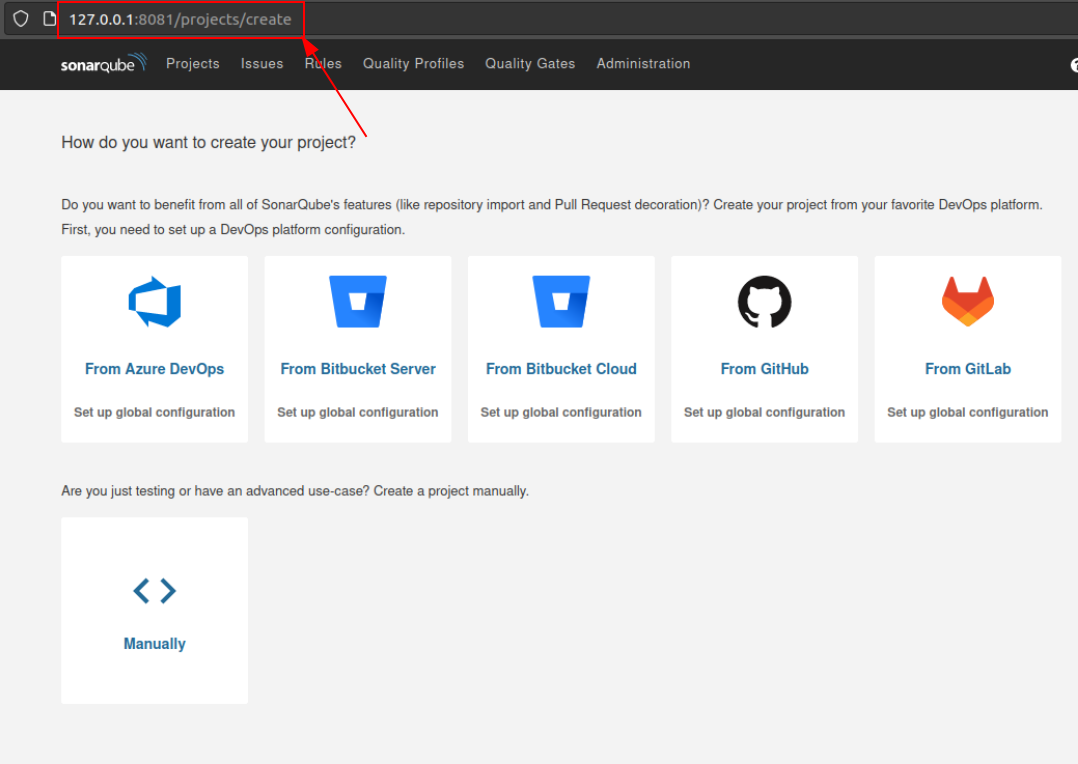 127.0.0.1:8081/projects/create
sonarqube Projects Issues Rules Quality Profiles Quality Gates Administration
How do you want to create your project?
Do you want to benefit from all of SonarQube's features (like repository import and Pull Request decoration)? Create your project from your favorite DevOps platform.
First, you need to set up a DevOps platform configuration.
From Azure DevOps From Bitbucket Server From Bitbucket Cloud From GitHub From GitLab
Set up global configuration Set up global configuration Set up global configuration Set up global configuration Set up global configuration
Are you just testing or have an advanced use-case? Create a project manually.
Manually